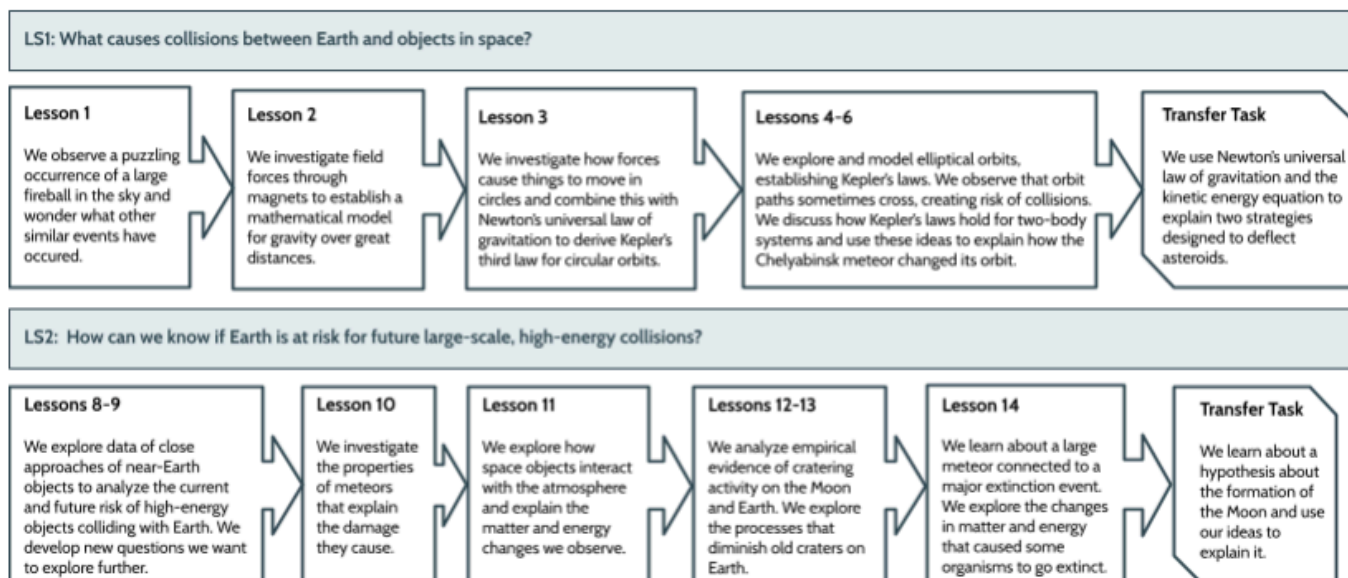 LS1: What causes collisions between Earth and objects in space?
Lesson 1
We observe a puzzling
occurrence of a large
fireball in the sky and
wonder what other
similar events have
occured.
Lesson 2
We investigate field
forces through
magnets to establish a
mathematical model
for gravity over great
distances.
Lesson 3
We investigate how forces
cause things to move in
circles and combine this with
Newton's universal law of
gravitation to derive Kepler's
third law for circular orbits.
Lessons 4-6
We explore and model elliptical orbits,
establishing Kepler's laws. We observe that orbit
paths sometimes cross, creating risk of collisions.
We discuss how Kepler's laws hold for two-body
systems and use these ideas to explain how the
Chelyabinsk meteor changed its orbit.
Transfer Task
We use Newton's universal
law of gravitation and the
kinetic energy equation to
explain two strategies
designed to deflect
asteroids.
LS2: How can we know if Earth is at risk for future large-scale, high-energy collisions?
Lessons 8-9
We explore data of close
approaches of near-Earth
objects to analyze the current
and future risk of high-energy
objects colliding with Earth. We
develop new questions we want
to explore further.
Lesson 10
We investigate
the properties
of meteors
that explain
the damage
they cause.
Lesson 11
We explore how
space objects interact
with the atmosphere
and explain the
matter and energy
changes we observe.
Lessons 12-13
We analyze empirical
evidence of cratering
activity on the Moon
and Earth. We explore
the processes that
diminish old craters on
Earth.
Lesson 14
We learn about a large
meteor connected to a
major extinction event.
We explore the changes
in matter and energy
that caused some
organisms to go extinct.
Transfer Task
We learn about a
hypothesis about
the formation of
the Moon and use
our ideas to
explain it.